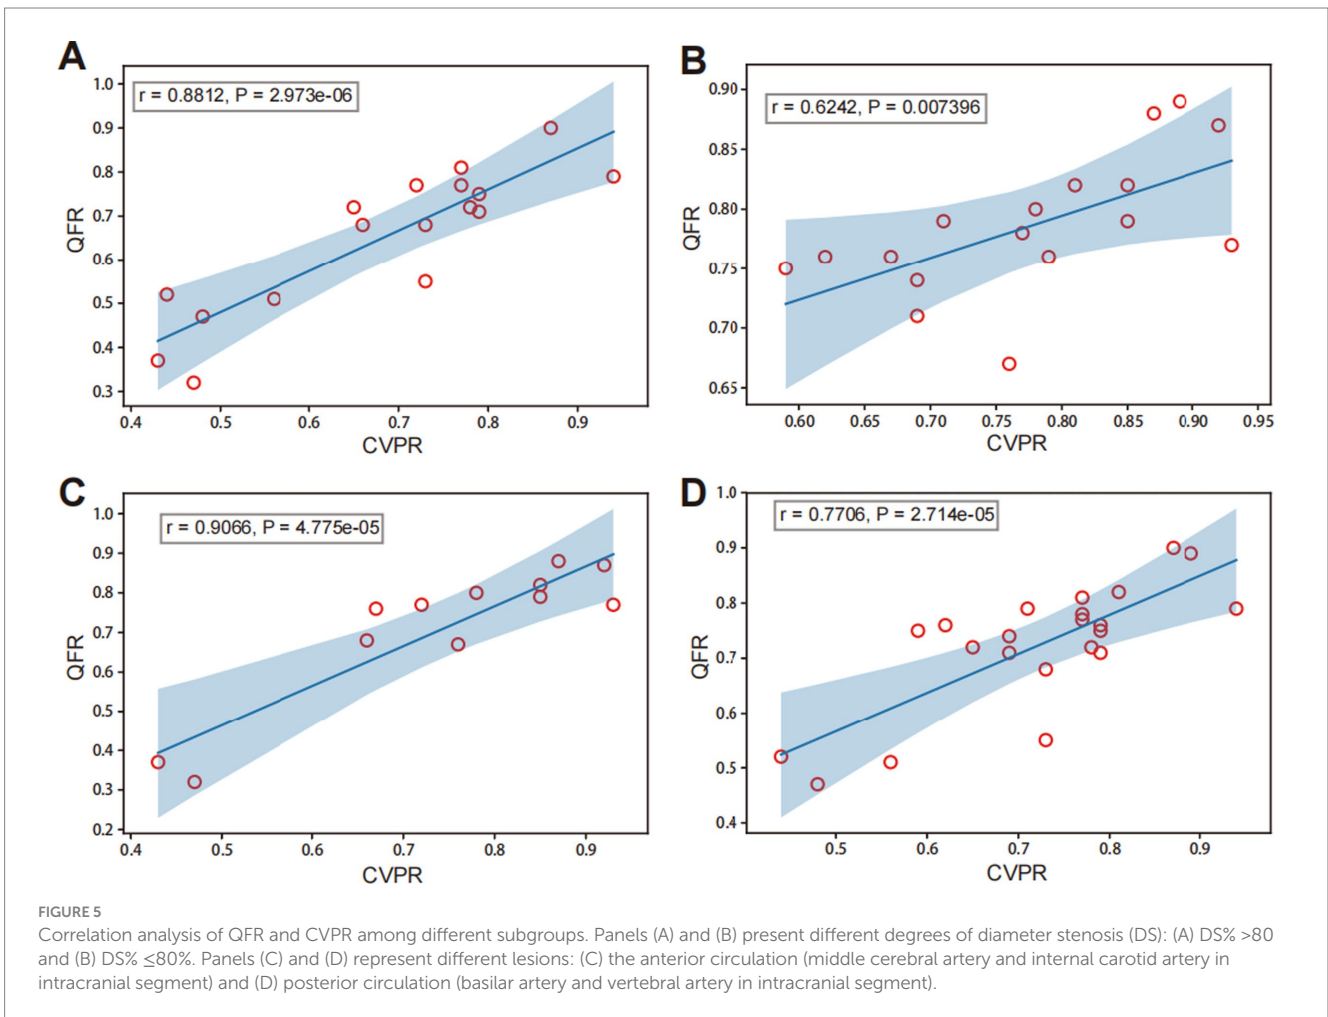 A
r = 0.8812, P = 2.973e-06
1.0
0.9
0.8
0.7
0.6
0.5
0.4
0.3
QFR
0.4 0.5 0.6 0.7 0.8 0.9
CVPR
B
r = 0.6242, P = 0.007396
0.90
0.85
0.80
0.75
0.70
0.65
QFR
0.60 0.65 0.70 0.75 0.80 0.85 0.90 0.95
CVPR
C
r = 0.9066, P = 4.775e-05
1.0
0.9
0.8
0.7
0.6
0.5
0.4
0.3
0.2
QFR
0.4 0.5 0.6 0.7 0.8 0.9
CVPR
D
r = 0.7706, P = 2.714e-05
1.0
0.9
0.8
0.7
0.6
0.5
0.4
QFR
0.5 0.6 0.7 0.8 0.9
CVPR
FIGURE 5
Correlation analysis of QFR and CVPR among different subgroups. Panels (A) and (B) present different degrees of diameter stenosis (DS): (A) DS% >80
and (B) DS% ≤80%. Panels (C) and (D) represent different lesions: (C) the anterior circulation (middle cerebral artery and internal carotid artery in
intracranial segment) and (D) posterior circulation (basilar artery and vertebral artery in intracranial segment).